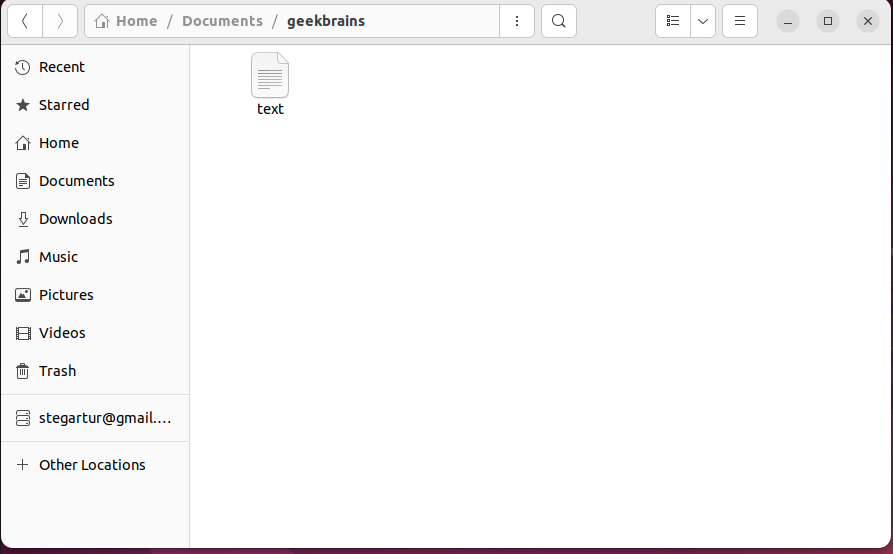 Home / Documents / geekbrains
Recent
Starred
Home
Documents
Downloads
Music
Pictures
Videos
Trash
stegartur@gmail....
Other Locations
text